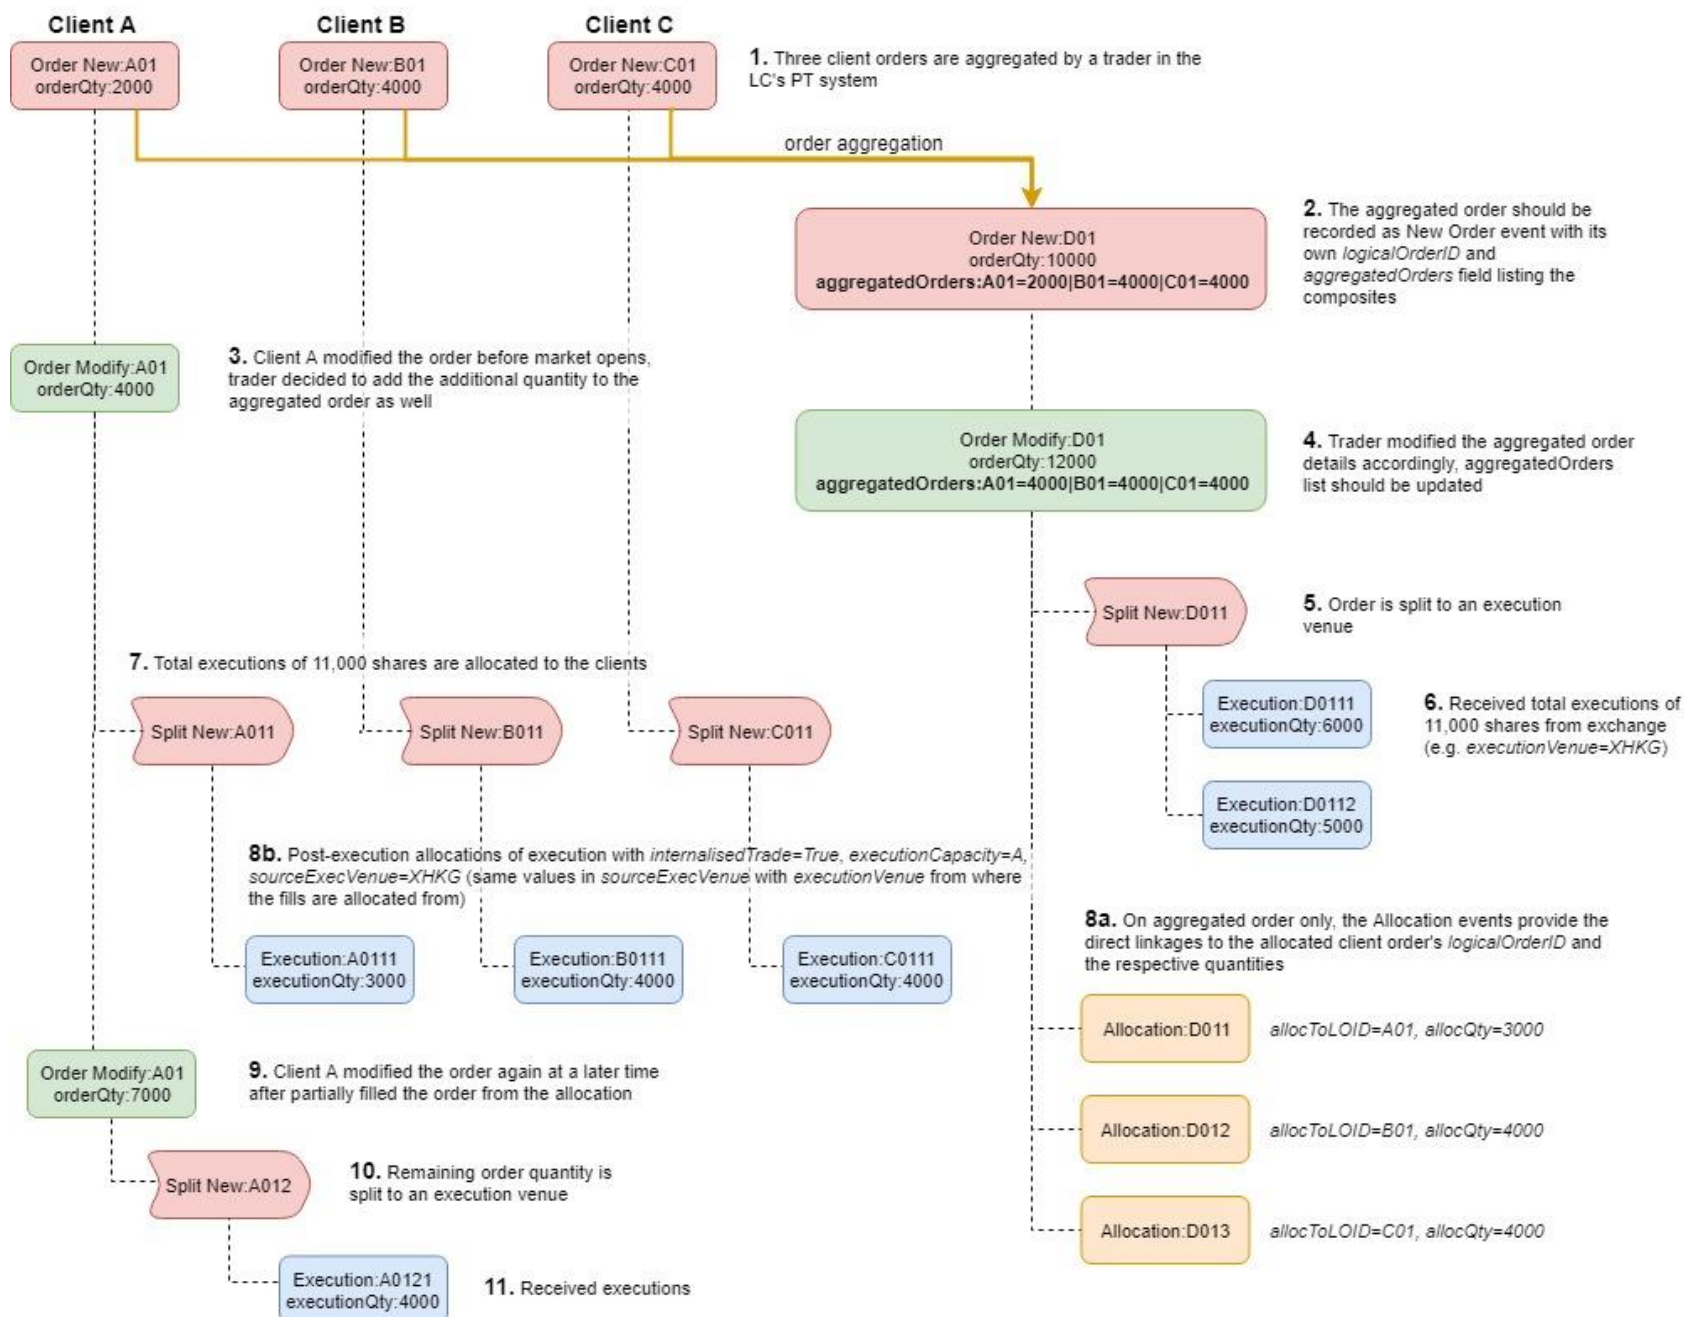 Client A
Client B
Client C
Order New:A01
orderQty:2000
Order New:B01
orderQty:4000
Order New:C01
orderQty:4000
1. Three client orders are aggregated by a trader in the
LC's PT system
order aggregation
Order New:D01
orderQty:10000
aggregatedOrders:A01=2000|B01=4000|C01=4000
2. The aggregated order should be
recorded as New Order event with its
own logicalOrderID and
aggregatedOrders field listing the
composites
Order Modify:A01
orderQty:4000
3. Client A modified the order before market opens,
trader decided to add the additional quantity to the
aggregated order as well
Order Modify:D01
orderQty:12000
aggregatedOrders:A01=4000|B01=4000|C01=4000
4. Trader modified the aggregated order
details accordingly, aggregatedOrders
list should be updated
Split New:D011
5. Order is split to an execution
venue
7. Total executions of 11,000 shares are allocated to the clients
Split New:A011
Split New:B011
Split New:C011
Execution:D0111
executionQty:6000
6. Received total executions of
11,000 shares from exchange
(e.g. executionVenue=XHKG)
Execution:D0112
executionQty:5000
8b. Post-execution allocations of execution with internalisedTrade=True, executionCapacity=A,
sourceExecVenue=XHKG (same values in sourceExecVenue with executionVenue from where
the fills are allocated from)
8a. On aggregated order only, the Allocation events provide the
direct linkages to the allocated client order's logicalOrderID and
the respective quantities
Execution:A0111
executionQty:3000
Execution:B0111
executionQty:4000
Execution:C0111
executionQty:4000
Allocation:D011
allocToLOID=A01, allocQty=3000
Order Modify:A01
orderQty:7000
9. Client A modified the order again at a later time
after partially filled the order from the allocation
Allocation:D012
allocToLOID=B01, allocQty=4000
Split New:A012
10. Remaining order quantity is
split to an execution venue
Allocation:D013
allocToLOID=C01, allocQty=4000
Execution:A0121
executionQty:4000
11. Received executions